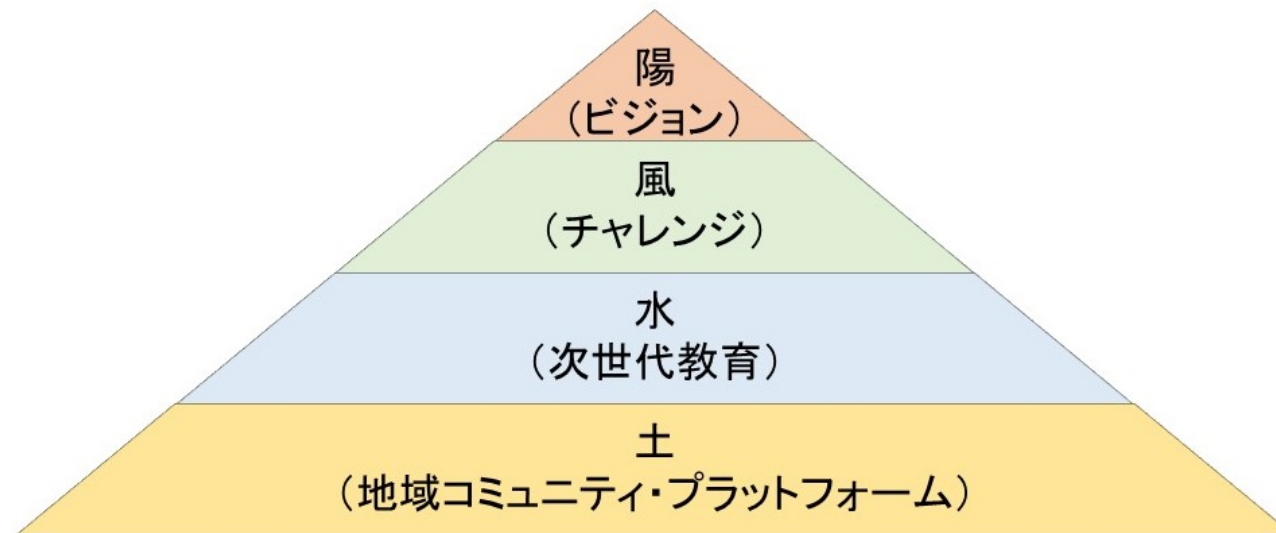 陽
（ビジョン）
風
（チャレンジ）
水
（次世代教育）
土
（地域コミュニティ・プラットフォーム）